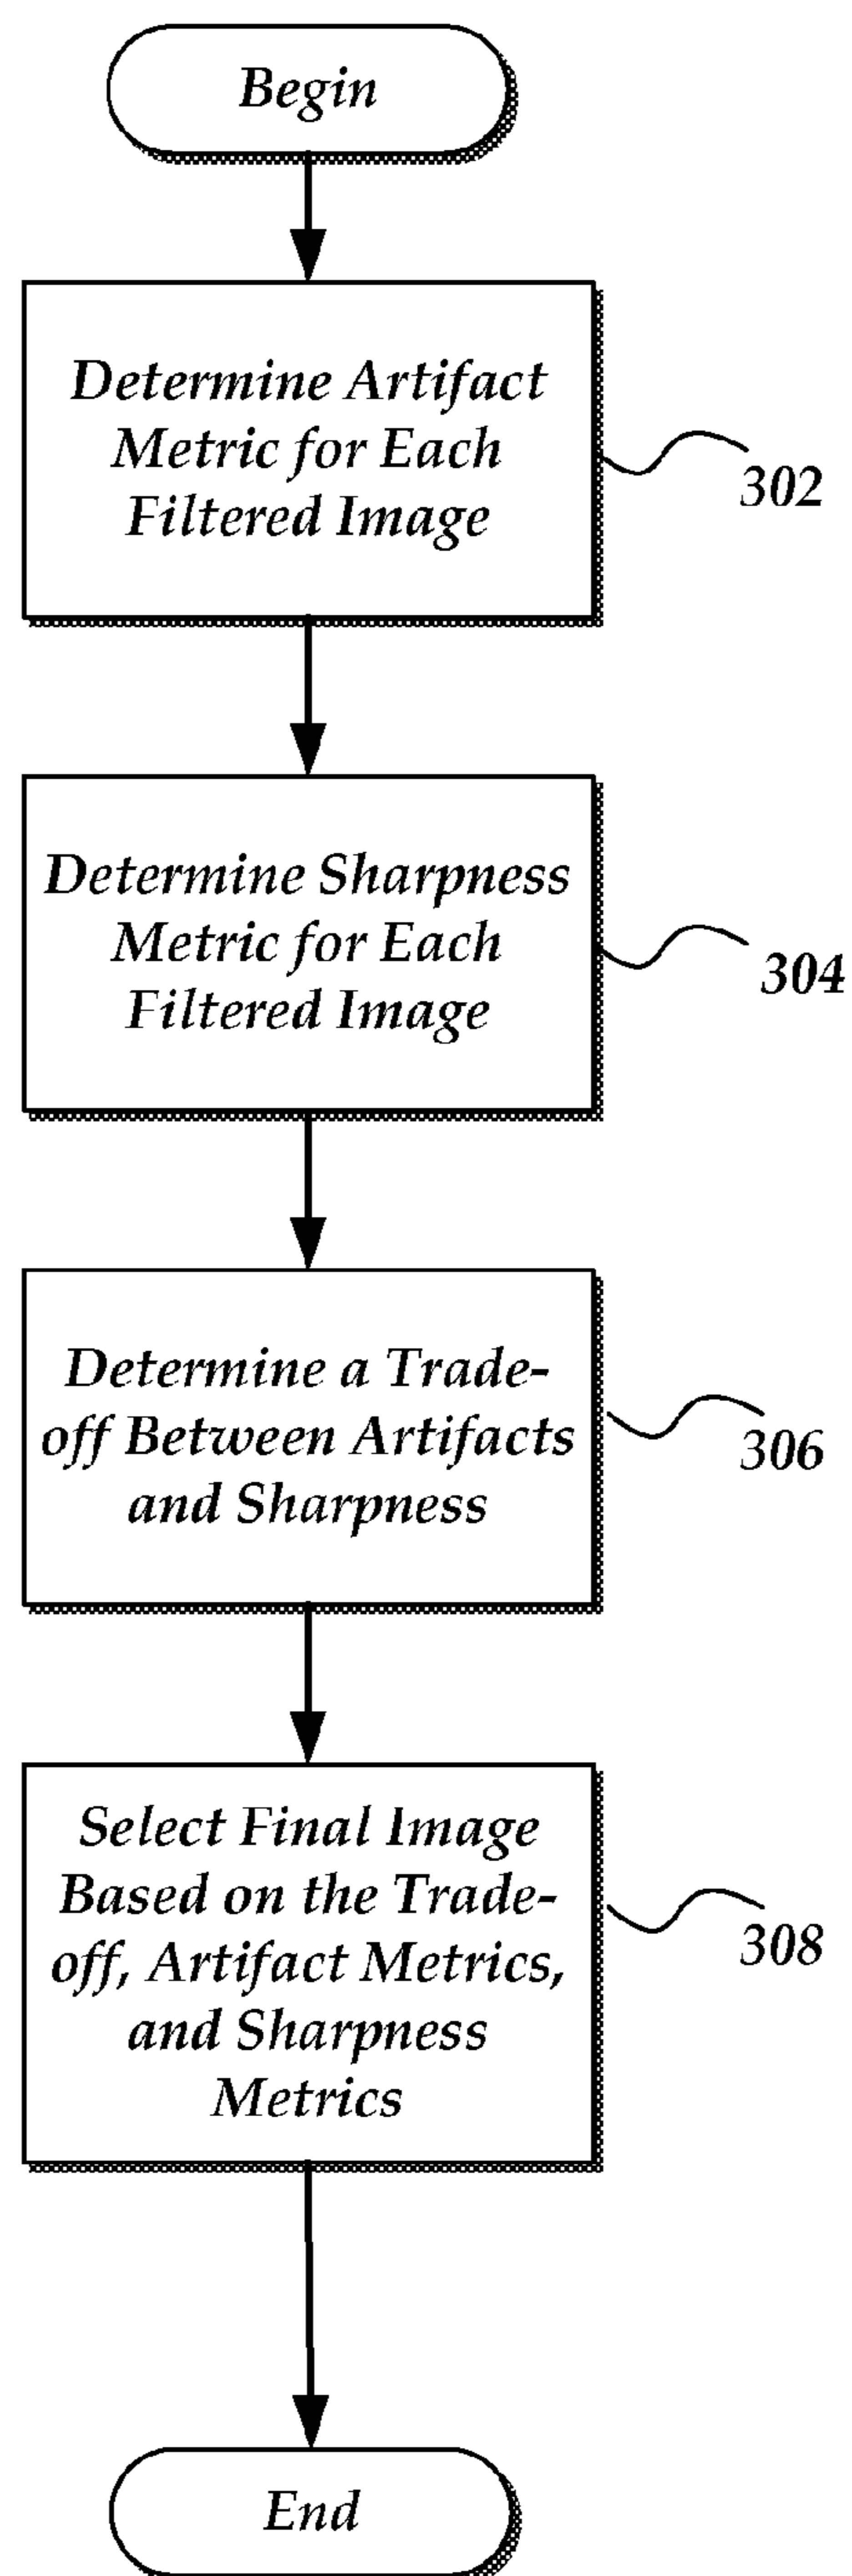 Begin
Determine Artifact
Metric for Each
Filtered Image
302
Determine Sharpness
Metric for Each
Filtered Image
304
Determine a Trade-
off Between Artifacts
and Sharpness
306
Select Final Image
Based on the Trade-
off, Artifact Metrics,
and Sharpness
Metrics
308
End